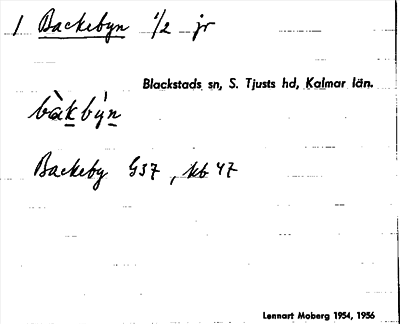 1 Backebyn 1/2 jr
Blackstads sn, S. Tjusts hd, Kalmar län.
bàkbýn
Backeby G37, kb 47
Lennart Moberg 1954, 1956